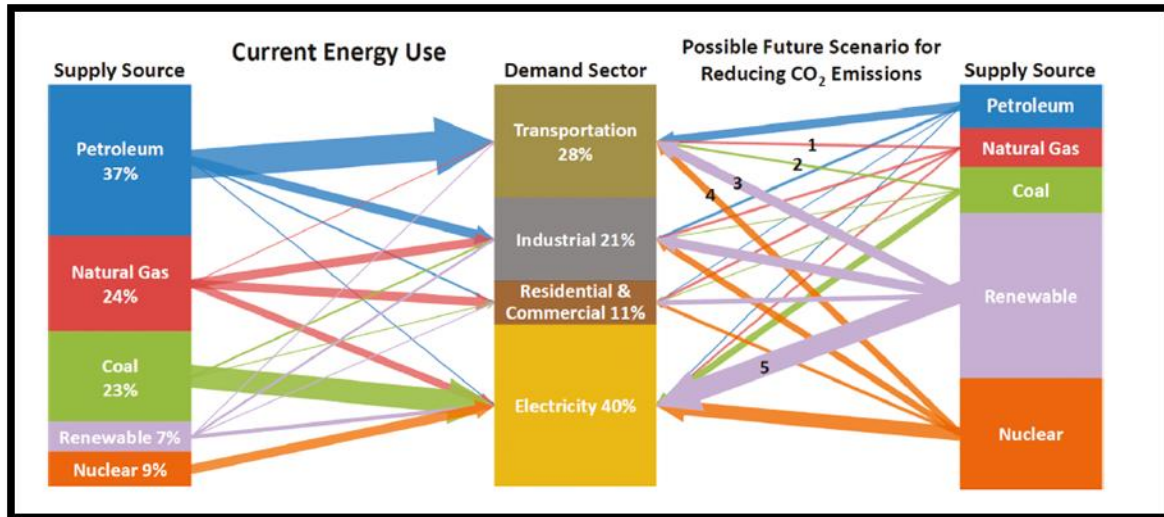 Current Energy Use
Possible Future Scenario for
Reducing CO₂ Emissions
Supply Source
Demand Sector
Supply Source
Petroleum
37%
Natural Gas
24%
Coal
23%
Renewable 7%
Nuclear 9%
Transportation
28%
Industrial 21%
Residential &
Commercial 11%
Electricity 40%
1
2
3
4
5
Petroleum
Natural Gas
Coal
Renewable
Nuclear